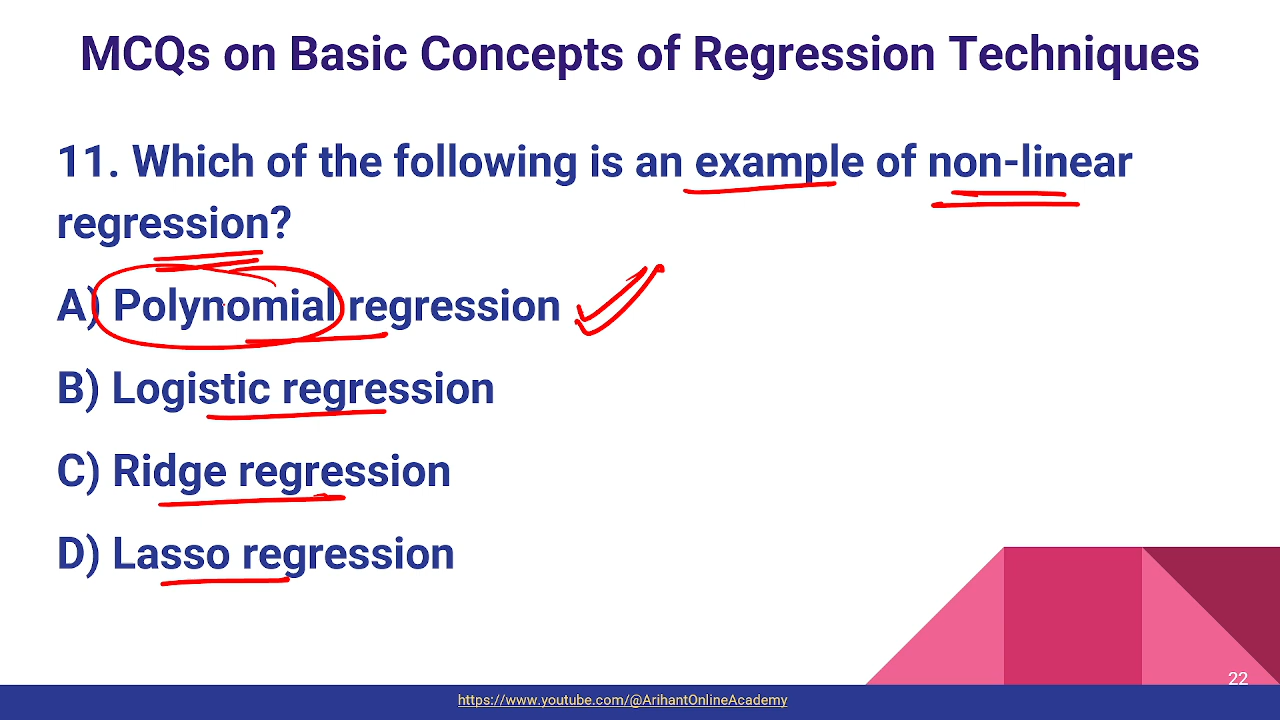 MCQs on Basic Concepts of Regression Techniques
11. Which of the following is an example of non-linear
regression?
A) Polynomial regression
B) Logistic regression
C) Ridge regression
D) Lasso regression
22
https://www.youtube.com/@ArihantOnlineAcademy